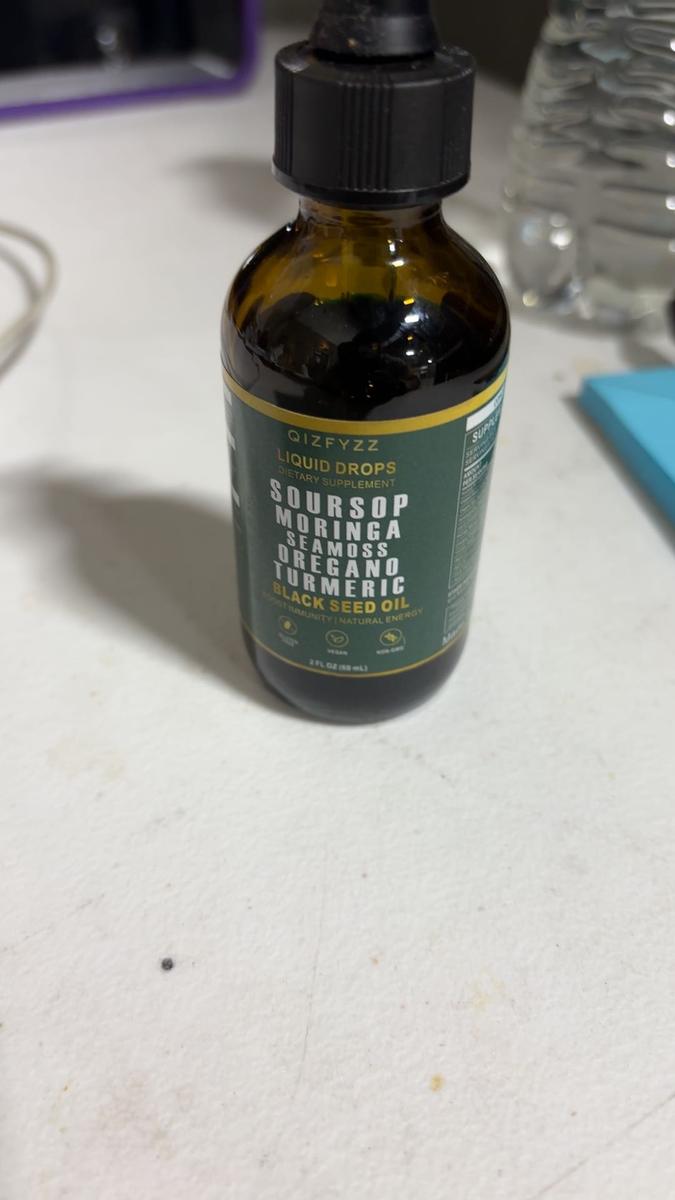 QIZFYZZ
LIQUID DROPS
DIETARY SUPPLEMENT
SOURSOP
MORINGA
SEAMOSS
OREGANO
TURMERIC
BLACK SEED OIL
BOOST IMMUNITY | NATURAL ENERGY
VEGAN
NON-GMO
2 FL OZ (60 mL)